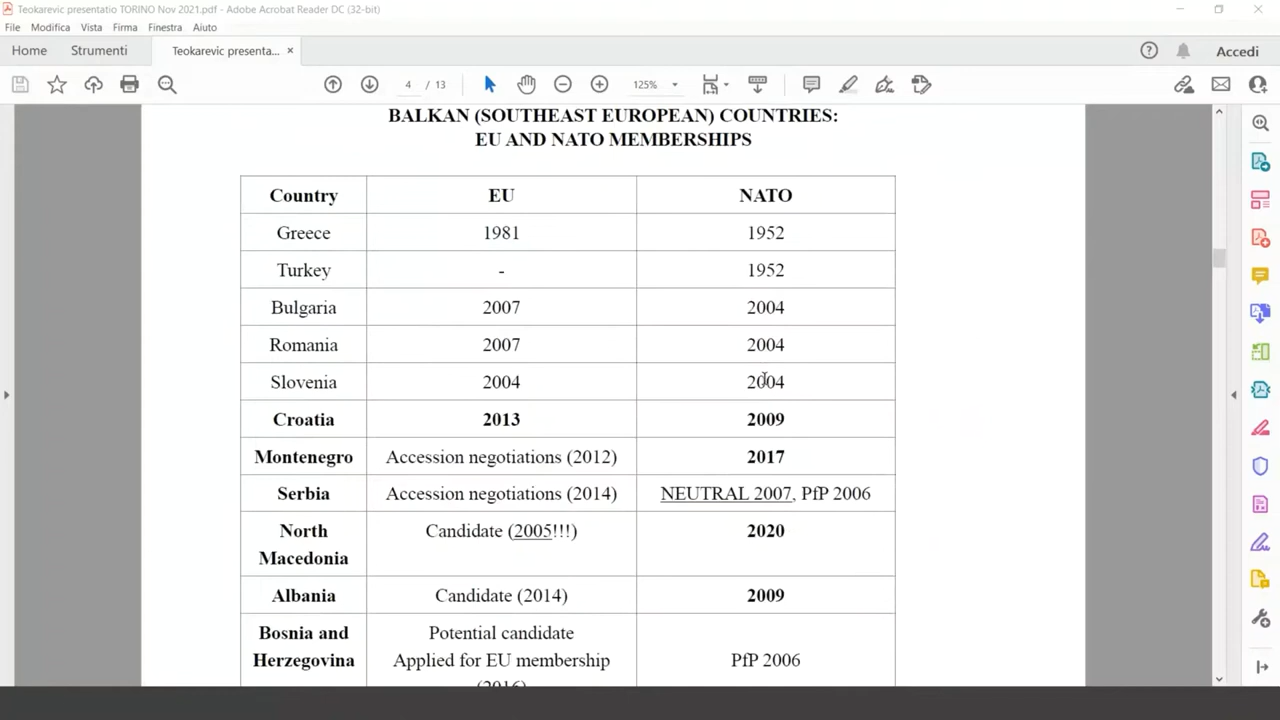 Teokarevic presentatio TORINO Nov 2021.pdf - Adobe Acrobat Reader DC (32-bit)
File Modifica Vista Firma Finestra Aiuto
Home Strumenti Teokarevic presenta... × Accedi
4 / 13 125%
BALKAN (SOUTHEAST EUROPEAN) COUNTRIES:
EU AND NATO MEMBERSHIPS
Country EU NATO
Greece 1981 1952
Turkey - 1952
Bulgaria 2007 2004
Romania 2007 2004
Slovenia 2004 2004
Croatia 2013 2009
Montenegro Accession negotiations (2012) 2017
Serbia Accession negotiations (2014) NEUTRAL 2007, PfP 2006
North Candidate (2005!!!) 2020
Macedonia
Albania Candidate (2014) 2009
Bosnia and Potential candidate
Herzegovina Applied for EU membership PfP 2006
(2016)